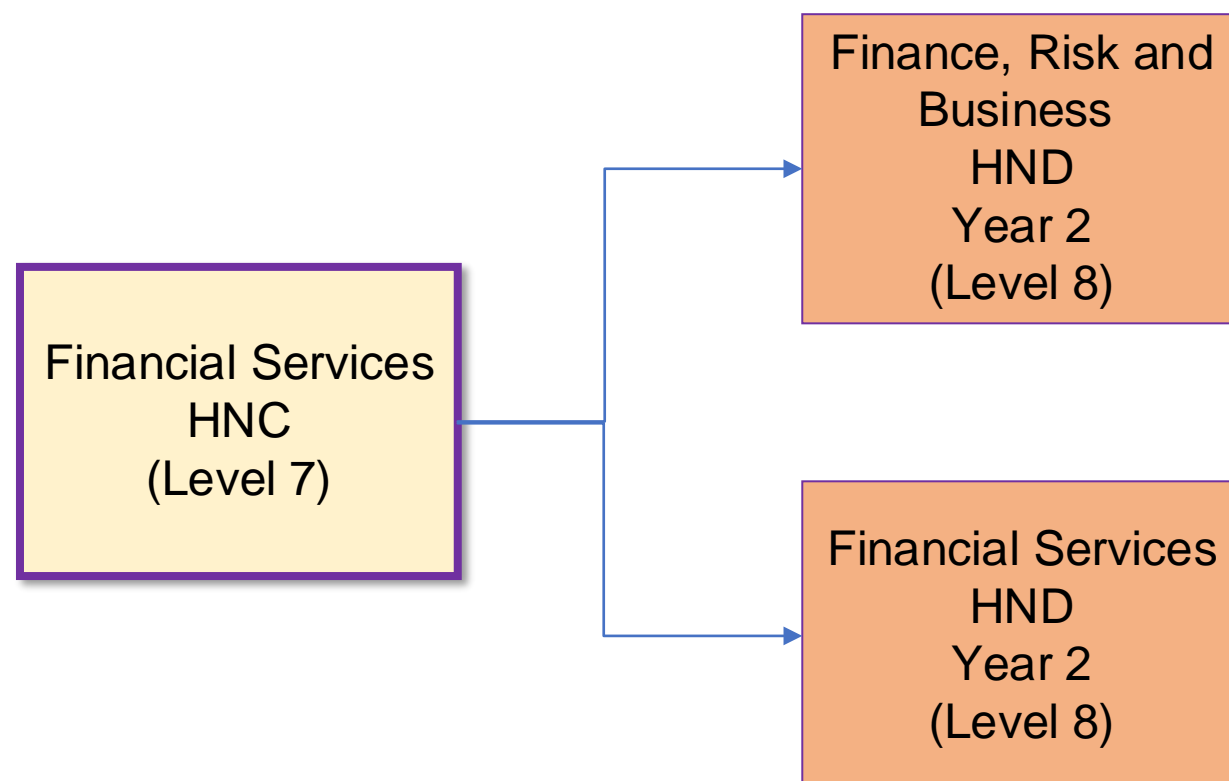 Finance, Risk and
Business
HND
Year 2
(Level 8)
Financial Services
HNC
(Level 7)
Financial Services
HND
Year 2
(Level 8)